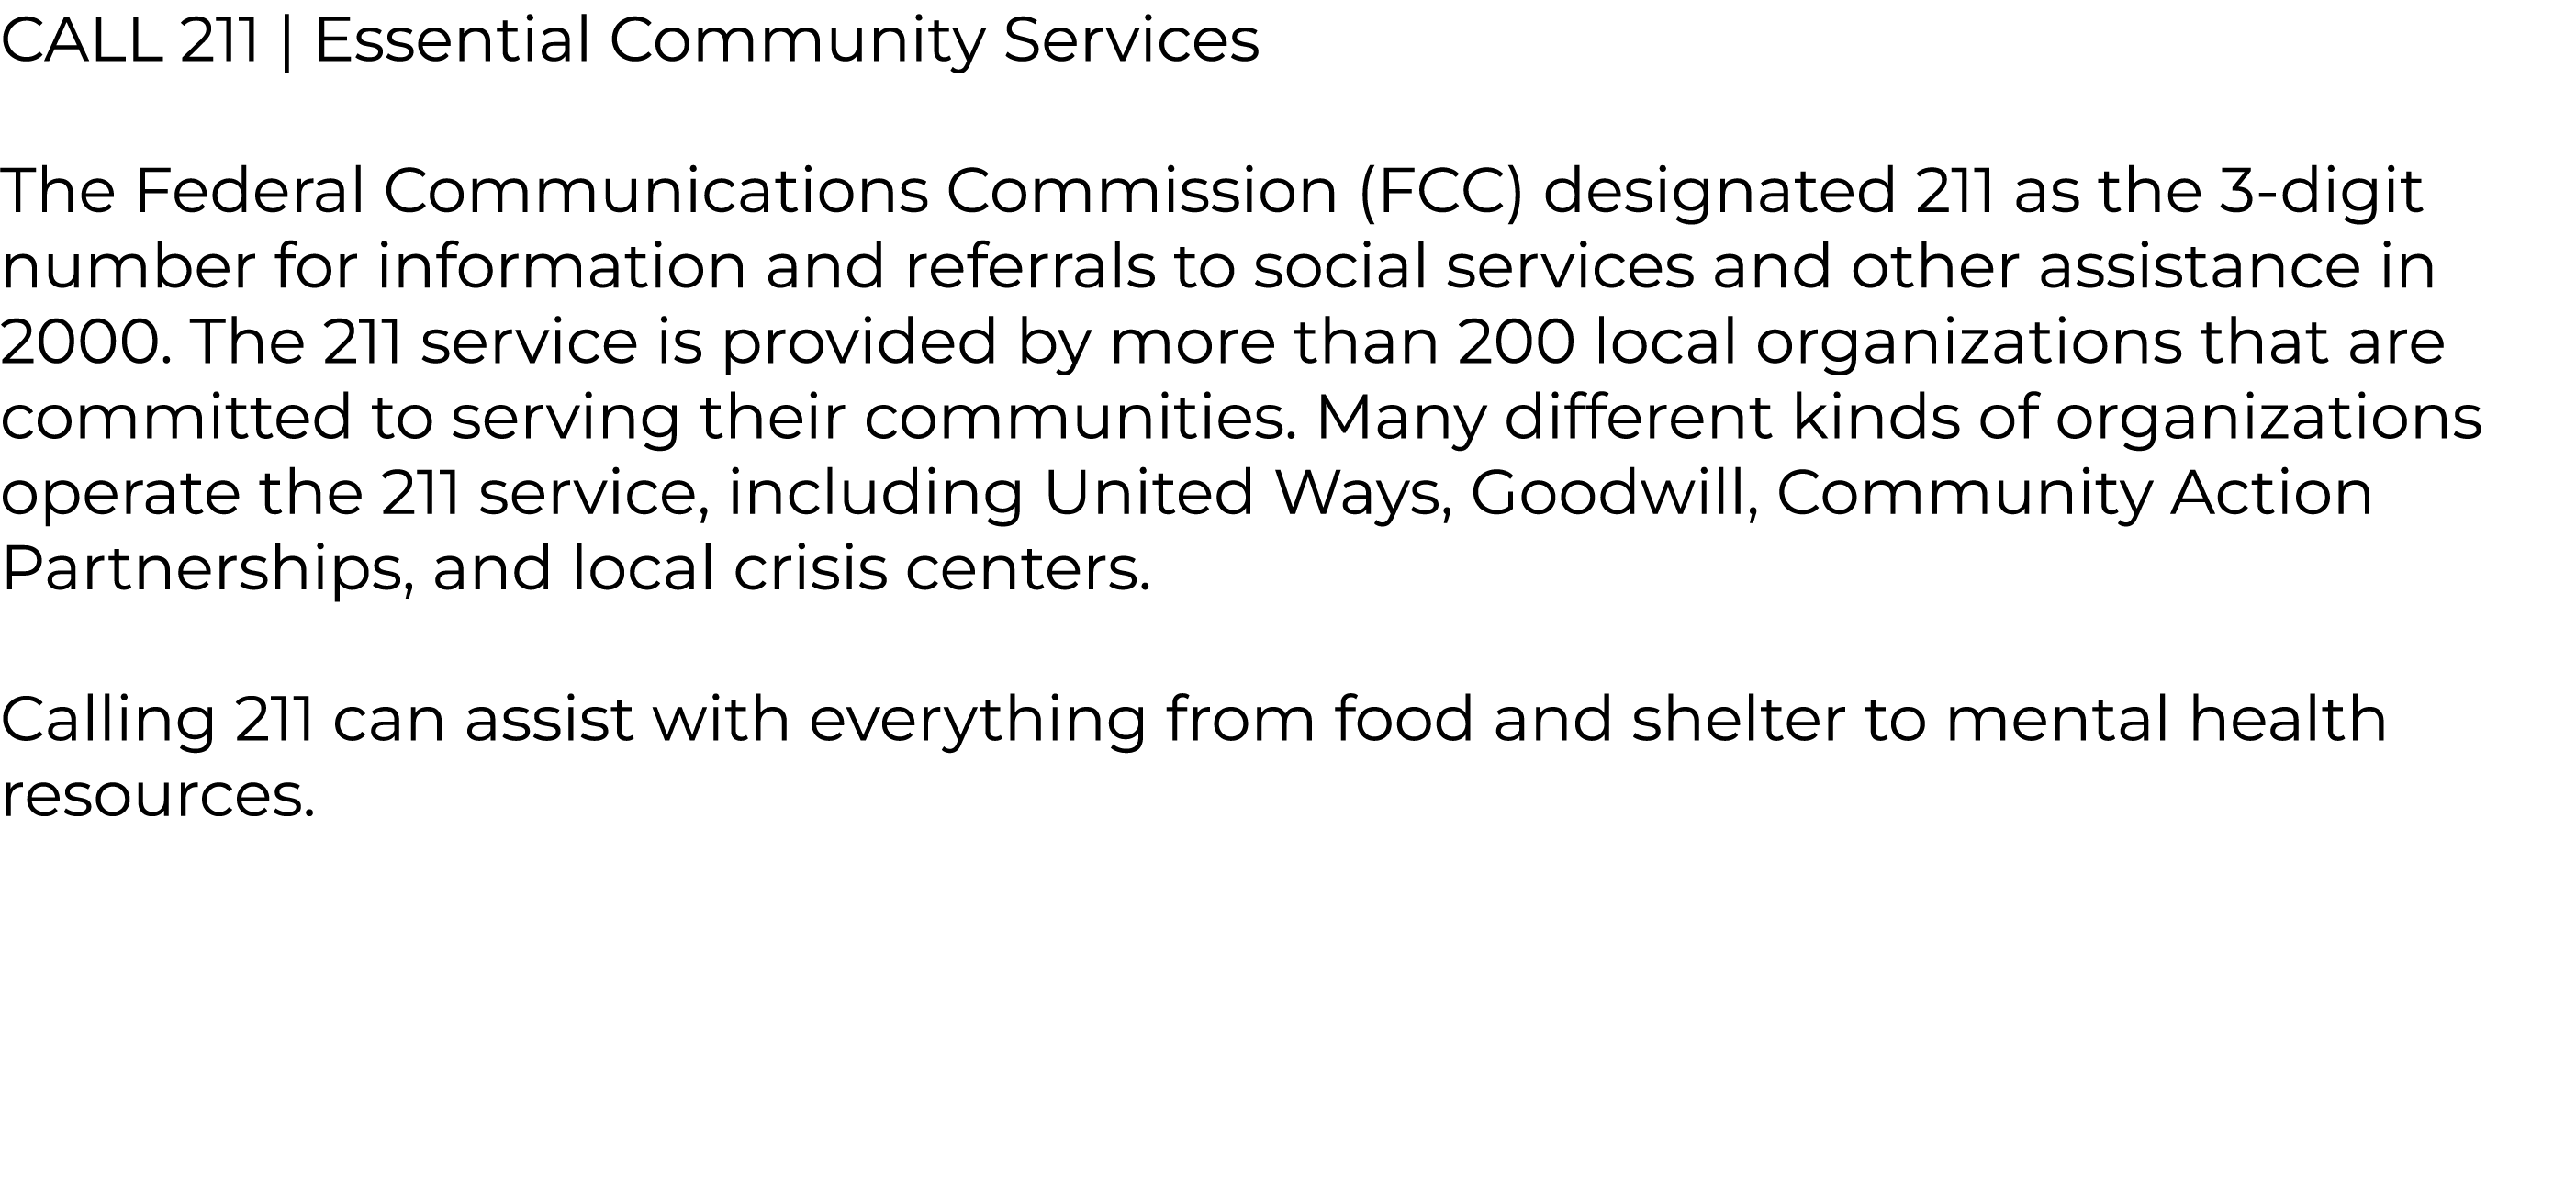 CALL 211 | Essential Community Services
The Federal Communications Commission (FCC) designated 211 as the 3-digit
number for information and referrals to social services and other assistance in
2000. The 211 service is provided by more than 200 local organizations that are
committed to serving their communities. Many different kinds of organizations
operate the 211 service, including United Ways, Goodwill, Community Action
Partnerships, and local crisis centers.
Calling 211 can assist with everything from food and shelter to mental health
resources.